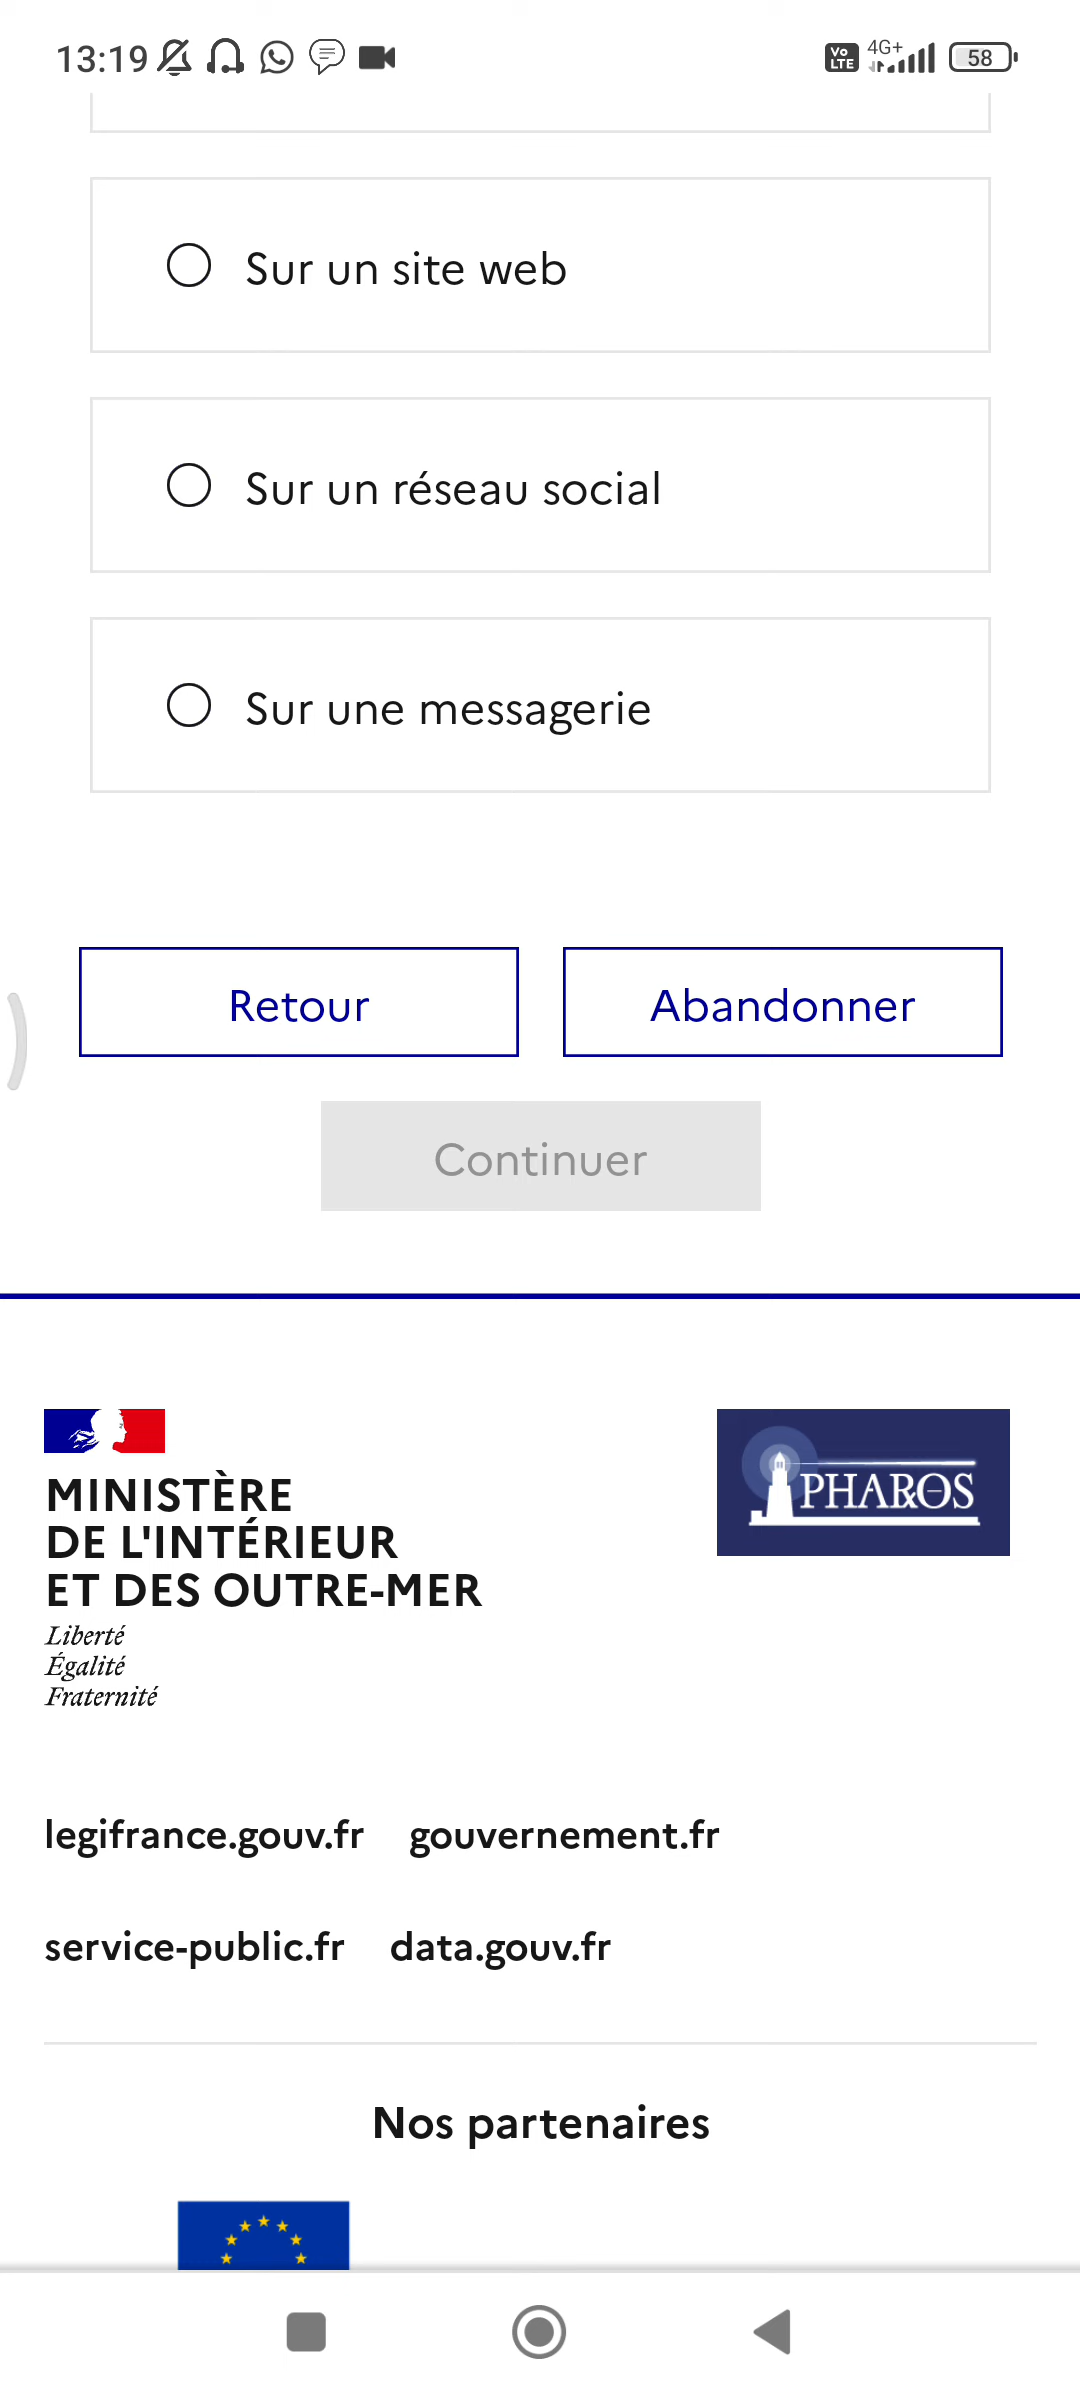 13:19
Vo LTE
4G+
58
Sur un site web
Sur un réseau social
Sur une messagerie
Retour
Abandonner
Continuer
MINISTÈRE
DE L'INTÉRIEUR
ET DES OUTRE-MER
Liberté
Égalité
Fraternité
PHAROS
legifrance.gouv.fr
gouvernement.fr
service-public.fr
data.gouv.fr
Nos partenaires